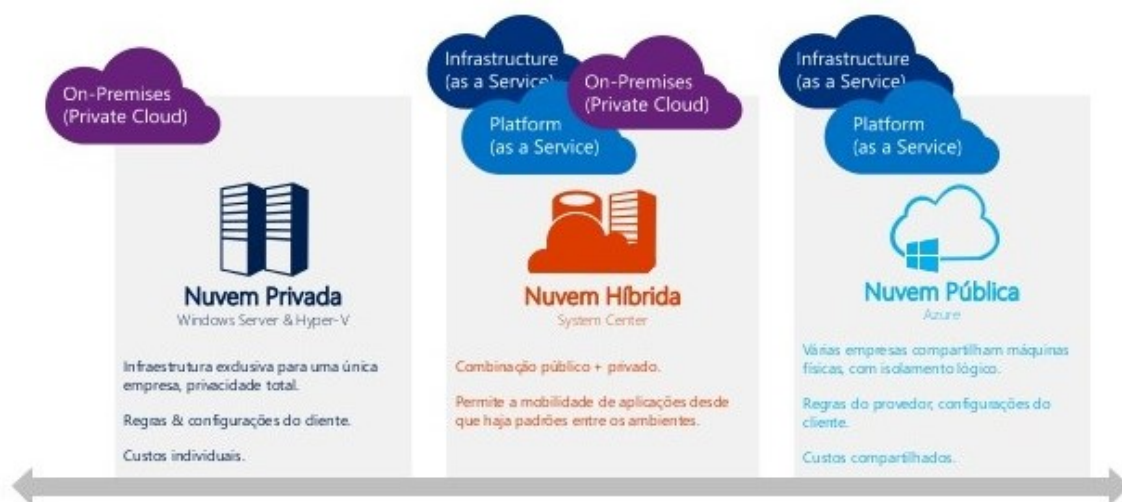 On-Premises
(Private Cloud)
Nuvem Privada
Windows Server & Hyper-V
Infraestrutura exclusiva para uma única
empresa, privacidade total.
Regras & configurações do cliente.
Custos individuais.
Infrastructure
(as a Service)
On-Premises
(Private Cloud)
Platform
(as a Service)
Nuvem Híbrida
System Center
Combinação público + privado.
Permite a mobilidade de aplicações desde
que haja padrões entre os ambientes.
Infrastructure
(as a Service)
Platform
(as a Service)
Nuvem Pública
Azure
Várias empresas compartilham máquinas
físicas, com isolamento lógico.
Regras do provedor, configurações do
cliente.
Custos compartilhados.